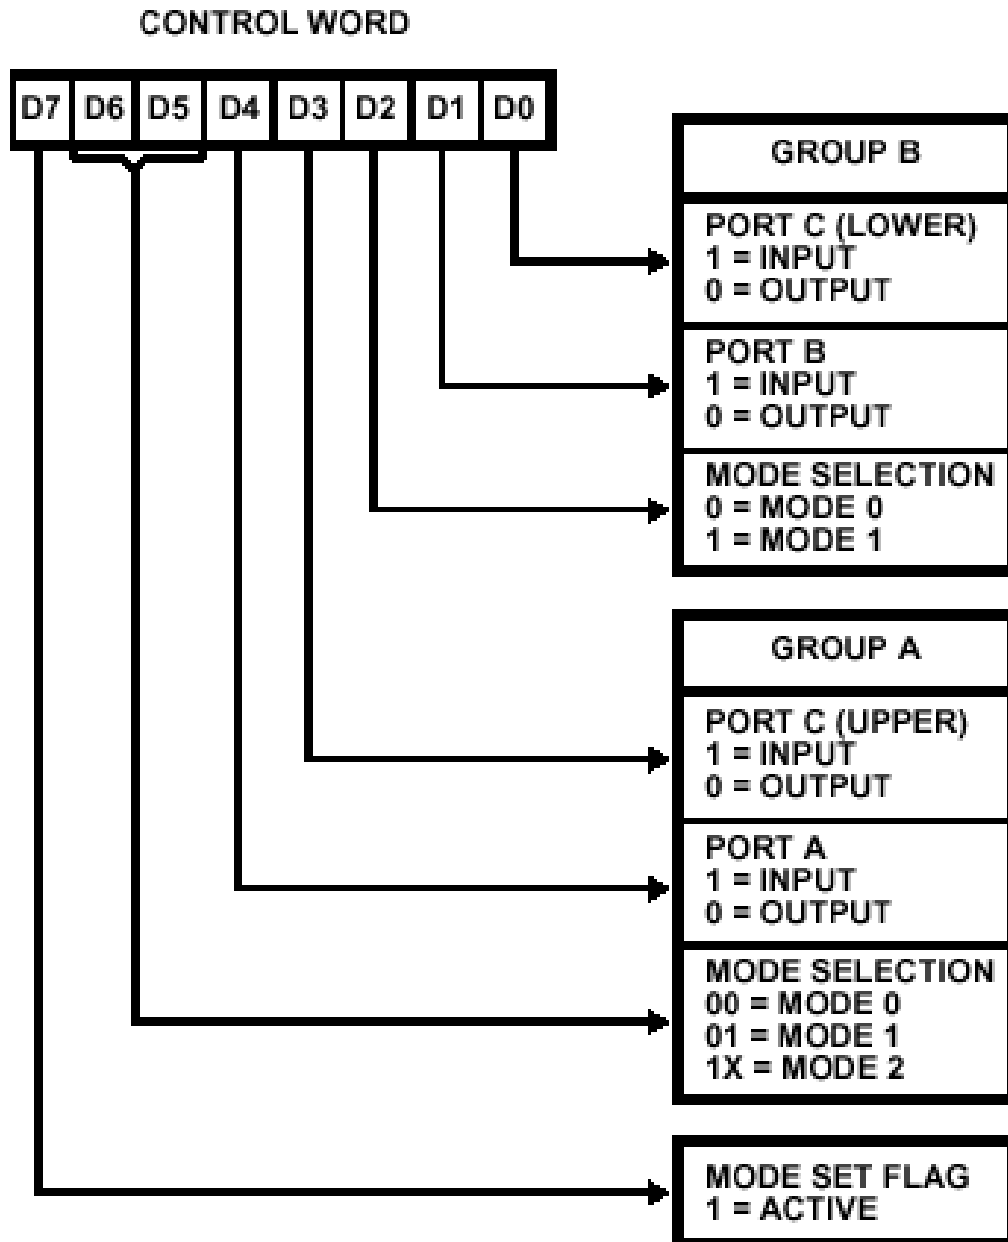 CONTROL WORD
D7 D6 D5 D4 D3 D2 D1 D0
GROUP B
PORT C (LOWER)
1 = INPUT
0 = OUTPUT
PORT B
1 = INPUT
0 = OUTPUT
MODE SELECTION
0 = MODE 0
1 = MODE 1
GROUP A
PORT C (UPPER)
1 = INPUT
0 = OUTPUT
PORT A
1 = INPUT
0 = OUTPUT
MODE SELECTION
00 = MODE 0
01 = MODE 1
1X = MODE 2
MODE SET FLAG
1 = ACTIVE